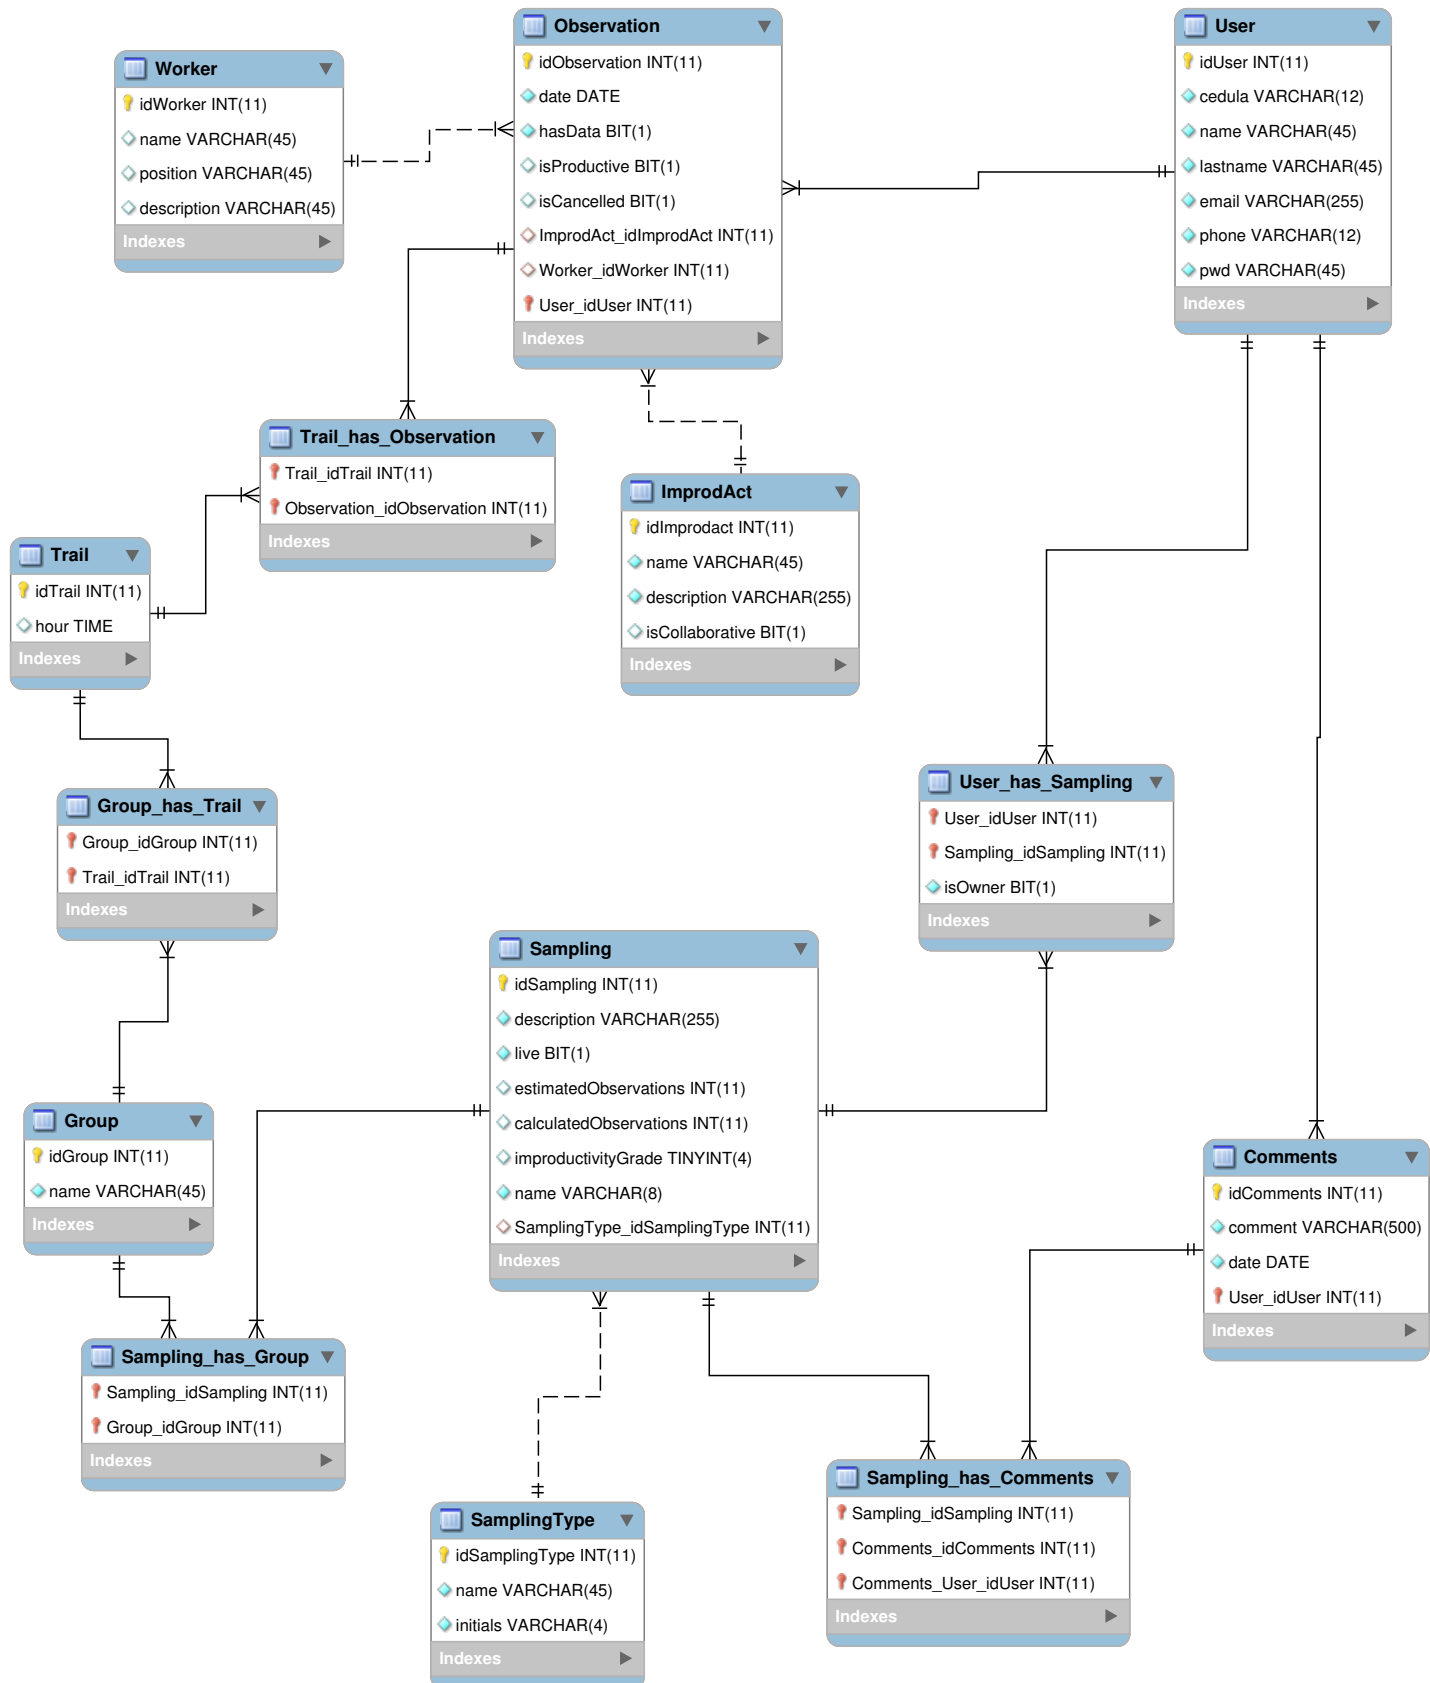 Observation
idObservation INT(11)
date DATE
hasData BIT(1)
isProductive BIT(1)
isCancelled BIT(1)
ImprodAct_idImprodAct INT(11)
Worker_idWorker INT(11)
User_idUser INT(11)
Indexes
User
idUser INT(11)
cedula VARCHAR(12)
name VARCHAR(45)
lastname VARCHAR(45)
email VARCHAR(255)
phone VARCHAR(12)
pwd VARCHAR(45)
Indexes
Worker
idWorker INT(11)
name VARCHAR(45)
position VARCHAR(45)
description VARCHAR(45)
Indexes
Trail_has_Observation
Trail_idTrail INT(11)
Observation_idObservation INT(11)
Indexes
ImprodAct
idImprodact INT(11)
name VARCHAR(45)
description VARCHAR(255)
isCollaborative BIT(1)
Indexes
Trail
idTrail INT(11)
hour TIME
Indexes
Group_has_Trail
Group_idGroup INT(11)
Trail_idTrail INT(11)
Indexes
User_has_Sampling
User_idUser INT(11)
Sampling_idSampling INT(11)
isOwner BIT(1)
Indexes
Sampling
idSampling INT(11)
description VARCHAR(255)
live BIT(1)
estimatedObservations INT(11)
calculatedObservations INT(11)
improductivityGrade TINYINT(4)
name VARCHAR(8)
SamplingType_idSamplingType INT(11)
Indexes
Group
idGroup INT(11)
name VARCHAR(45)
Indexes
Comments
idComments INT(11)
comment VARCHAR(500)
date DATE
User_idUser INT(11)
Indexes
Sampling_has_Group
Sampling_idSampling INT(11)
Group_idGroup INT(11)
Indexes
Sampling_has_Comments
Sampling_idSampling INT(11)
Comments_idComments INT(11)
Comments_User_idUser INT(11)
Indexes
SamplingType
idSamplingType INT(11)
name VARCHAR(45)
initials VARCHAR(4)
Indexes